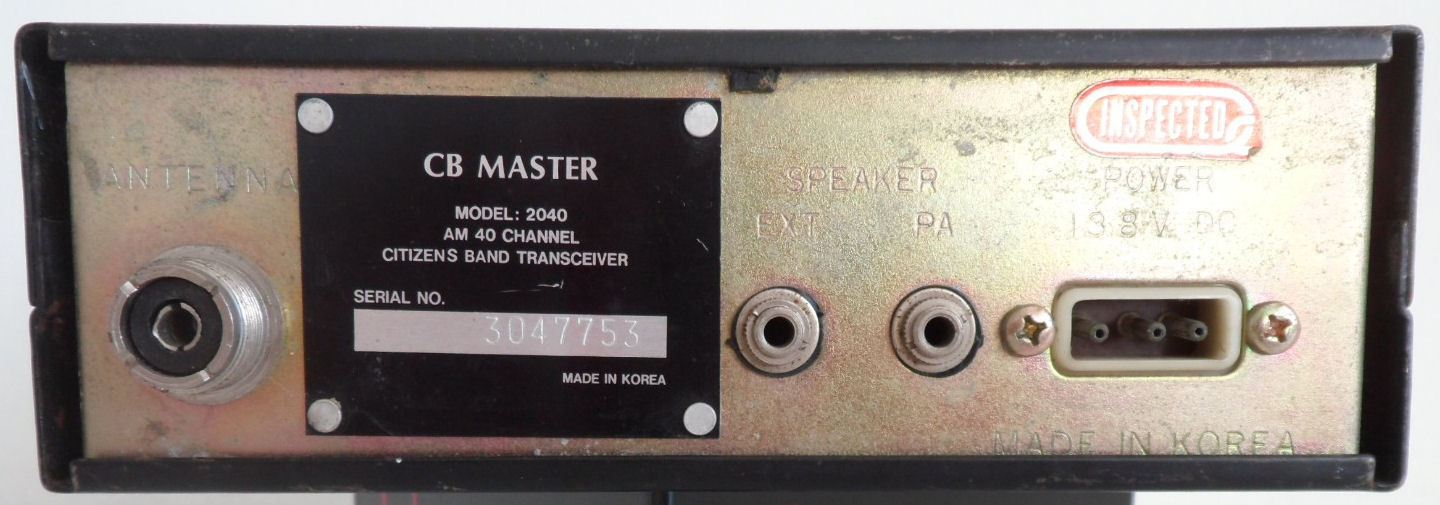 ANTENNA
CB MASTER
MODEL: 2040
AM 40 CHANNEL
CITIZENS BAND TRANSCEIVER
SERIAL NO.
3047753
MADE IN KOREA
SPEAKER
EXT PA
INSPECTED
POWER
13.8V DC
MADE IN KOREA